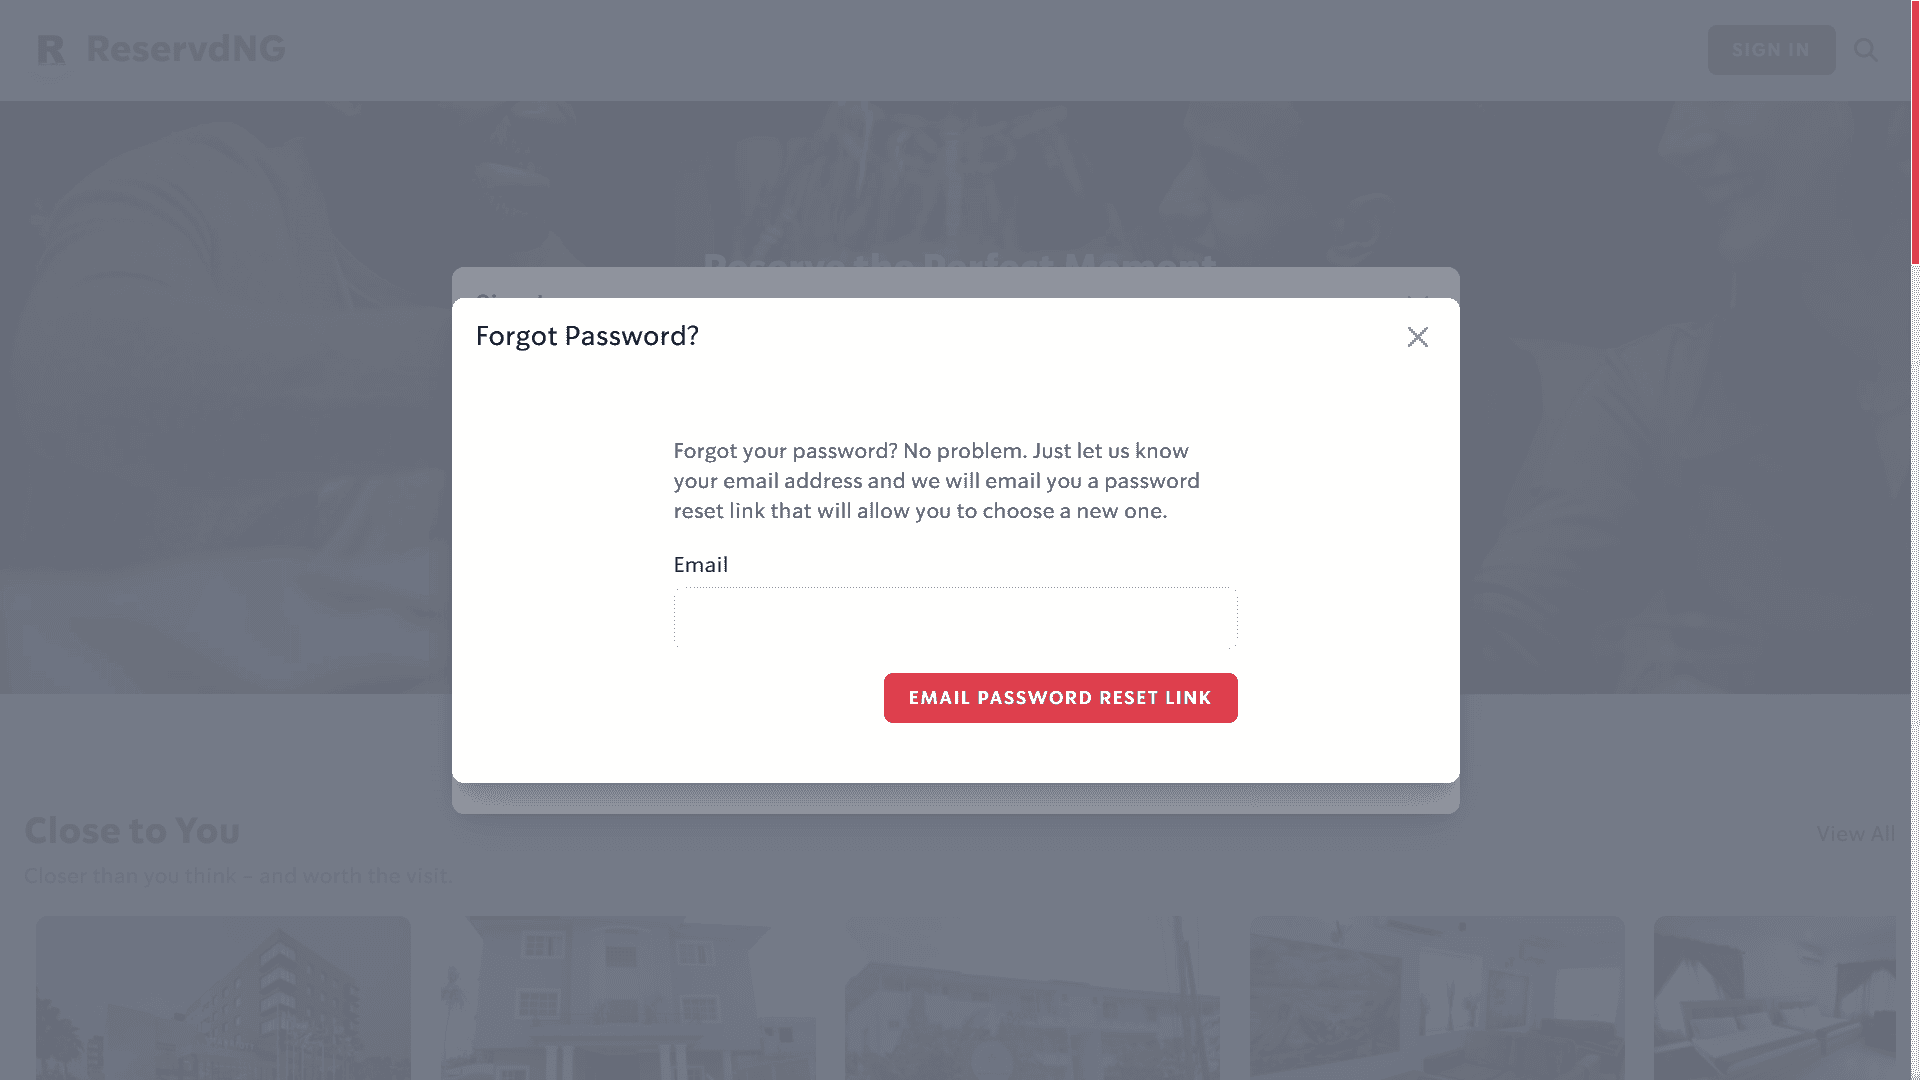 R ReservdNG
SIGN IN
Reserve the Perfect Moment
Forgot Password?
Forgot your password? No problem. Just let us know
your email address and we will email you a password
reset link that will allow you to choose a new one.
Email
EMAIL PASSWORD RESET LINK
Close to You
View All
Closer than you think – and worth the visit.